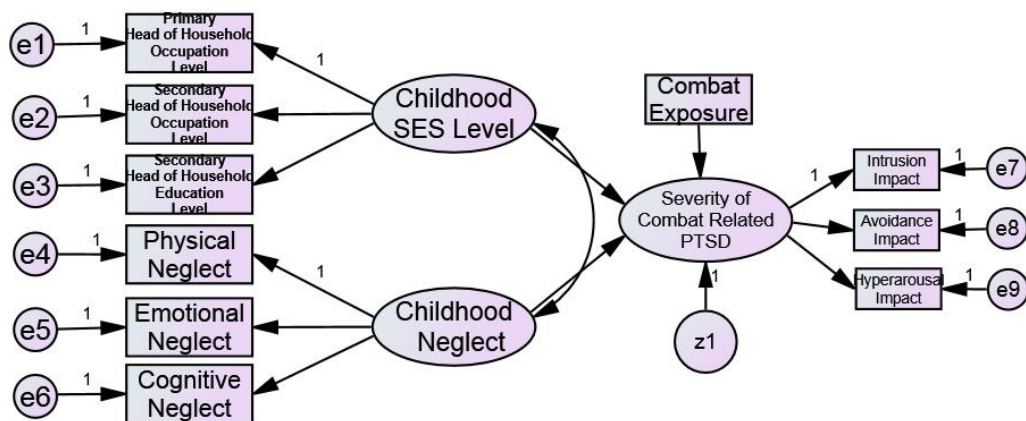 e1
1
Primary
Head of Household
Occupation
Level
1
e2
1
Secondary
Head of Household
Occupation
Level
e3
1
Secondary
Head of Household
Education
Level
e4
1
Physical
Neglect
1
e5
1
Emotional
Neglect
e6
1
Cognitive
Neglect
Childhood
SES Level
Childhood
Neglect
Combat
Exposure
Severity of
Combat Related
PTSD
1
z1
1
Intrusion
Impact
1
e7
Avoidance
Impact
1
e8
Hyperarousal
Impact
1
e9